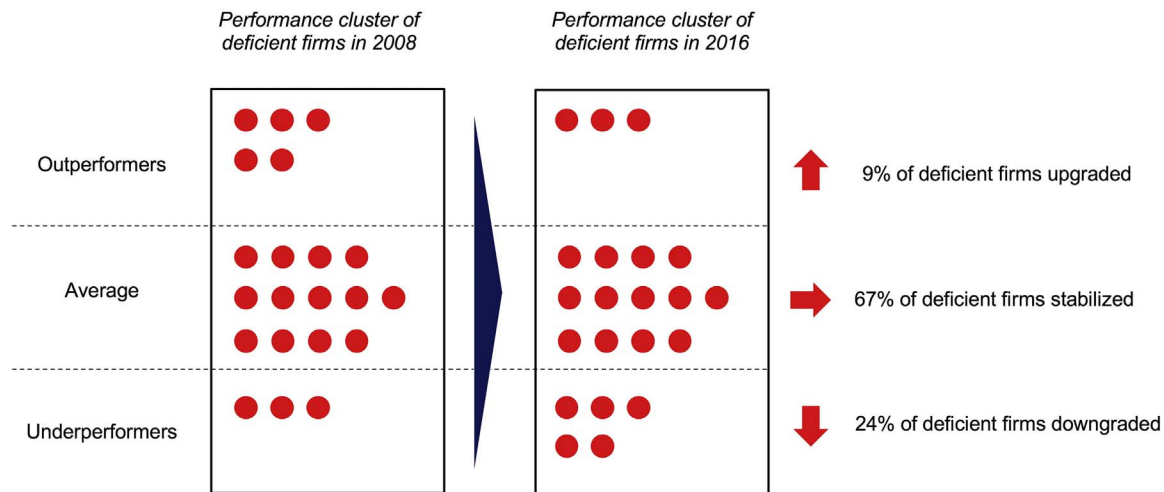 Performance cluster of
deficient firms in 2008
Performance cluster of
deficient firms in 2016
Outperformers
9% of deficient firms upgraded
Average
67% of deficient firms stabilized
Underperformers
24% of deficient firms downgraded